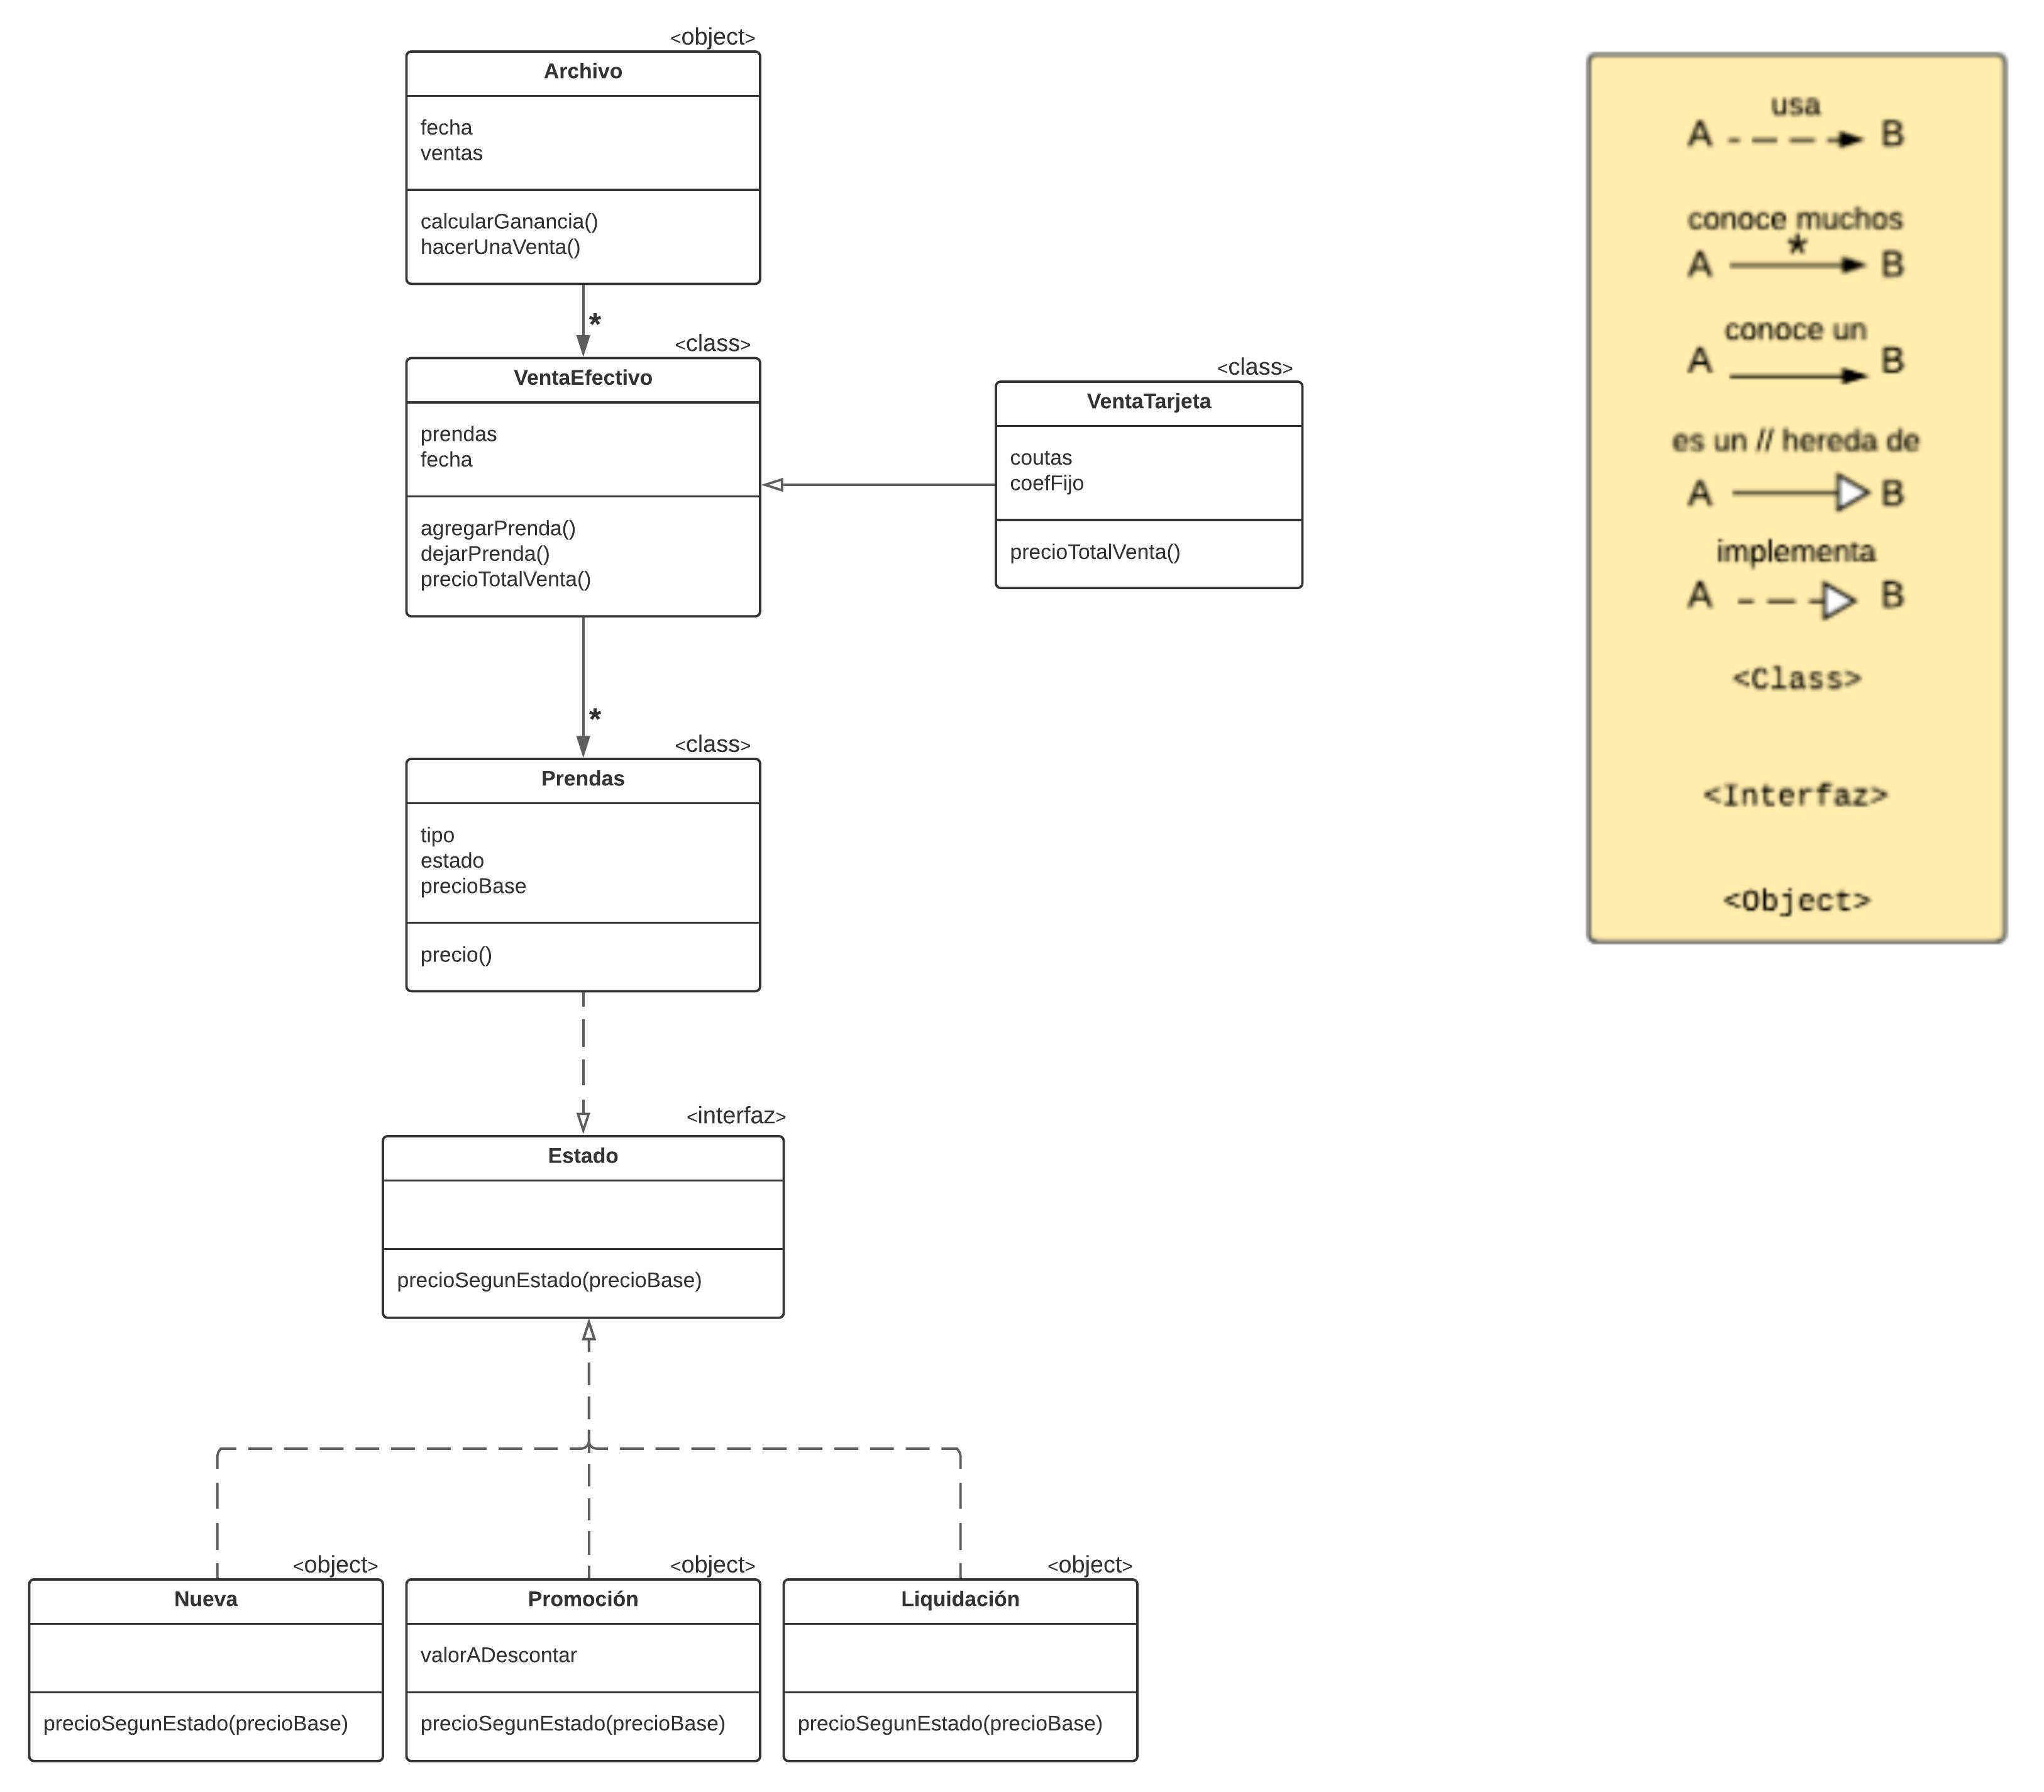 <object>
Archivo
fecha
ventas
calcularGanancia()
hacerUnaVenta()
*
<class>
VentaEfectivo
prendas
fecha
agregarPrenda()
dejarPrenda()
precioTotalVenta()
<class>
VentaTarjeta
coutas
coefFijo
precioTotalVenta()
*
<class>
Prendas
tipo
estado
precioBase
precio()
<interfaz>
Estado
precioSegunEstado(precioBase)
<object>
Nueva
precioSegunEstado(precioBase)
<object>
Promoción
valorADescontar
precioSegunEstado(precioBase)
<object>
Liquidación
precioSegunEstado(precioBase)
usa
A B
conoce muchos
*
A B
conoce un
A B
es un // hereda de
A B
implementa
A B
<Class>
<Interfaz>
<Object>